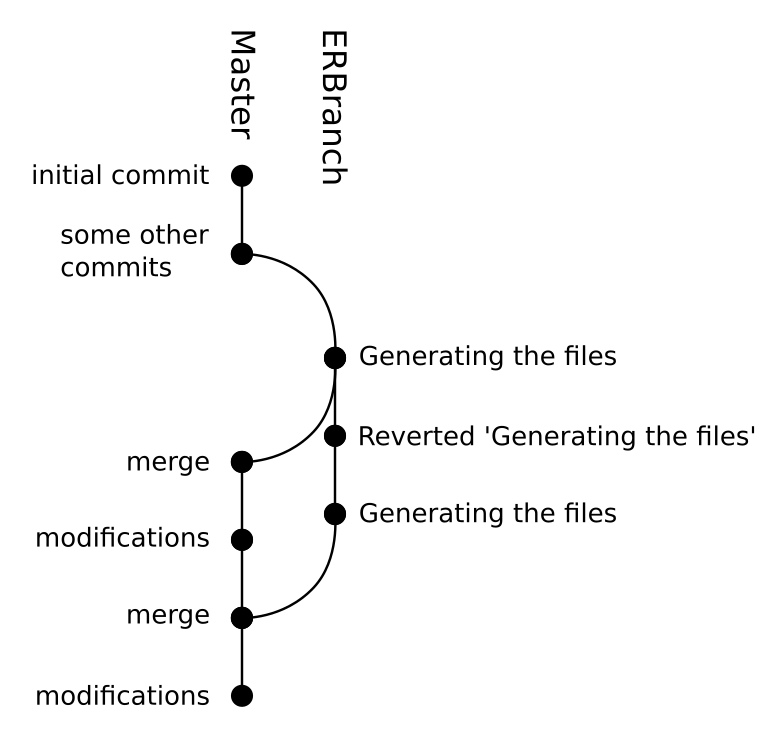 Master
ERBranch
initial commit
some other
commits
Generating the files
Reverted 'Generating the files'
merge
Generating the files
modifications
merge
modifications